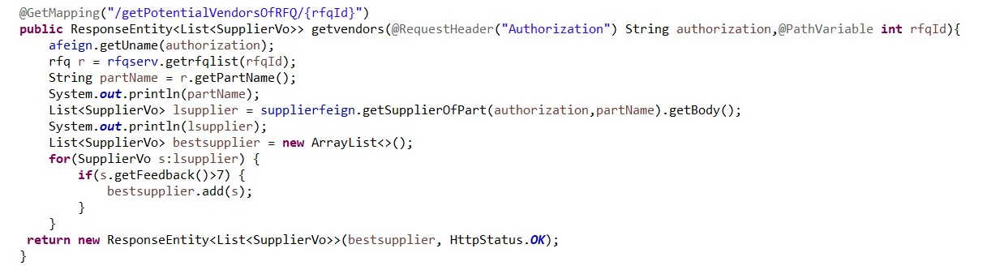 @GetMapping("/getPotentialVendorsOfRFQ/{rfqId}")
public ResponseEntity<List<SupplierVo>> getvendors(@RequestHeader("Authorization") String authorization,@PathVariable int rfqId){
afeign.getUname(authorization);
rfq r = rfqserv.getrfqlist(rfqId);
String partName = r.getPartName();
System.out.println(partName);
List<SupplierVo> lsupplier = supplierfeign.getSupplierOfPart(authorization,partName).getBody();
System.out.println(lsupplier);
List<SupplierVo> bestsupplier = new ArrayList<>();
for(SupplierVo s:lsupplier) {
if(s.getFeedback()>7) {
bestsupplier.add(s);
}
}
return new ResponseEntity<List<SupplierVo>>(bestsupplier, HttpStatus.OK);
}